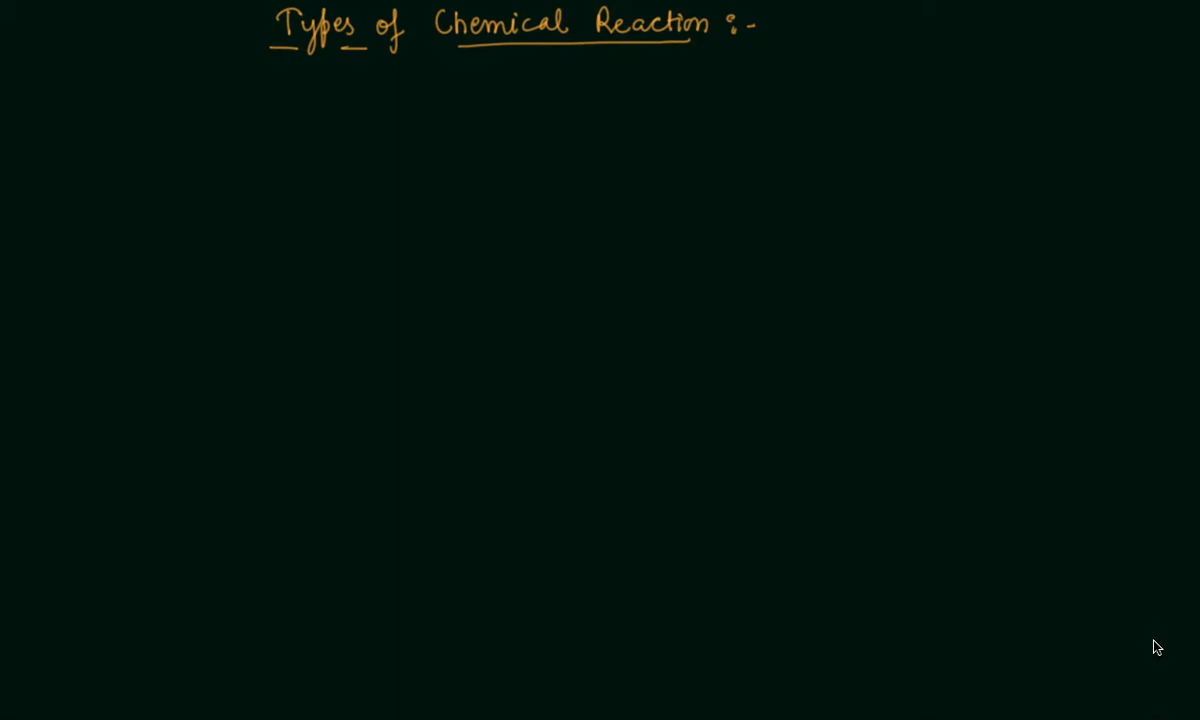 Types of Chemical Reaction :-